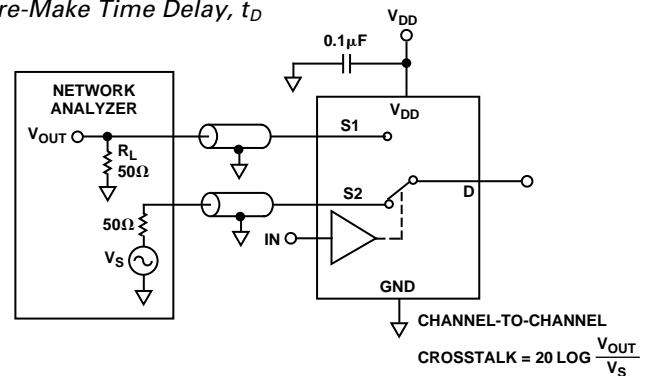 re-Make Time Delay, tD
VDD
0.1μF
NETWORK
ANALYZER
VDD
VOUT
S1
RL
50Ω
S2
D
50Ω
IN
VS
GND
CHANNEL-TO-CHANNEL
CROSSTALK = 20 LOG VOUT/VS